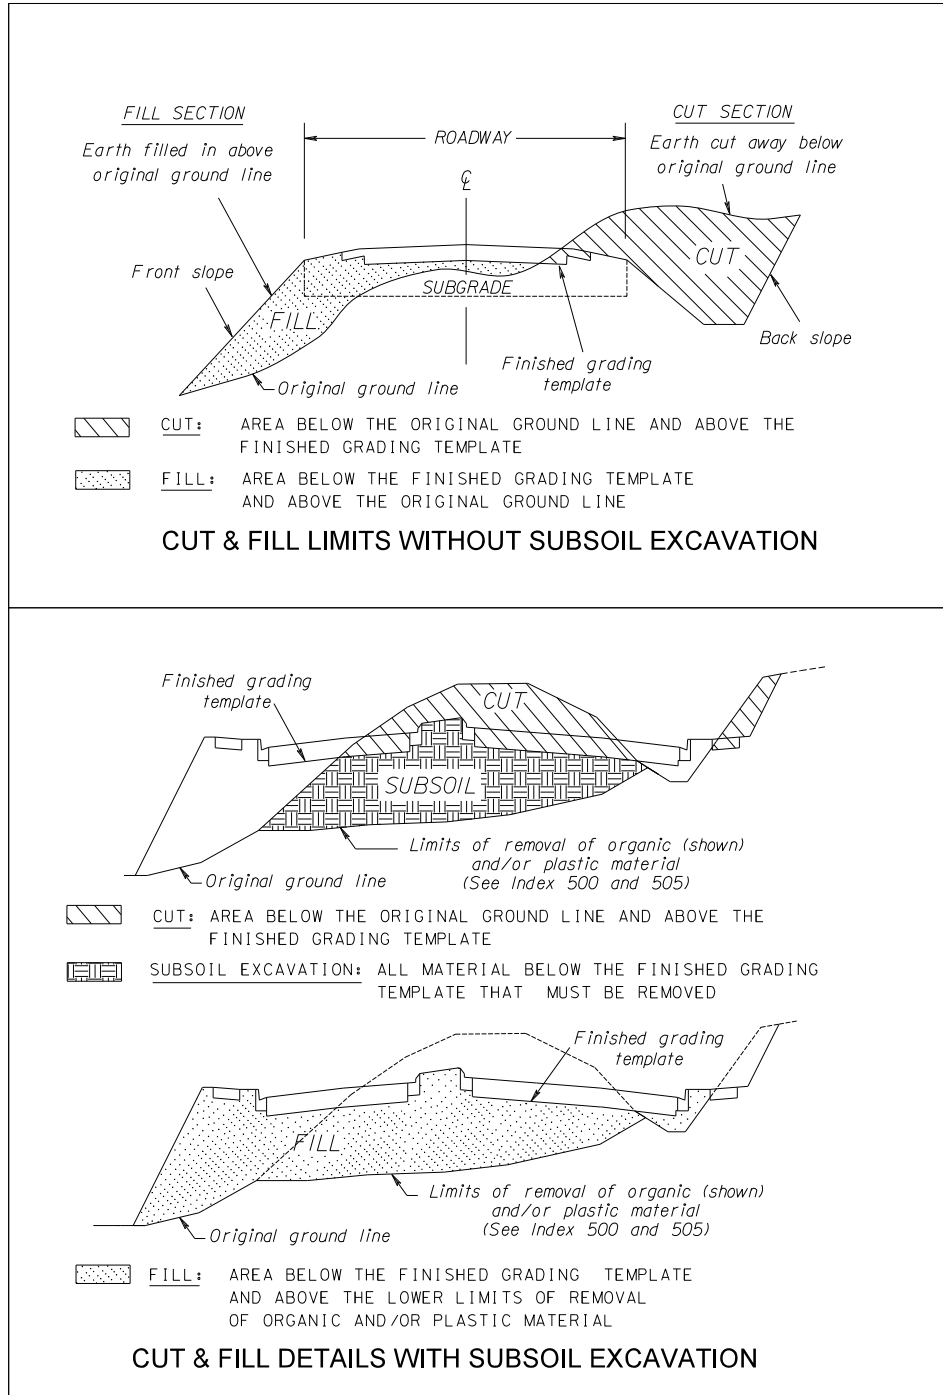 FILL SECTION
Earth filled in above
original ground line
ROADWAY
CUT SECTION
Earth cut away below
original ground line
℄
Front slope
CUT
SUBGRADE
FILL
Back slope
Finished grading
template
Original ground line
CUT: AREA BELOW THE ORIGINAL GROUND LINE AND ABOVE THE
FINISHED GRADING TEMPLATE
FILL: AREA BELOW THE FINISHED GRADING TEMPLATE
AND ABOVE THE ORIGINAL GROUND LINE
CUT & FILL LIMITS WITHOUT SUBSOIL EXCAVATION
Finished grading
template
CUT
SUBSOIL
Limits of removal of organic (shown)
and/or plastic material
(See Index 500 and 505)
Original ground line
CUT: AREA BELOW THE ORIGINAL GROUND LINE AND ABOVE THE
FINISHED GRADING TEMPLATE
SUBSOIL EXCAVATION: ALL MATERIAL BELOW THE FINISHED GRADING
TEMPLATE THAT MUST BE REMOVED
Finished grading
template
FILL
Limits of removal of organic (shown)
and/or plastic material
(See Index 500 and 505)
Original ground line
FILL: AREA BELOW THE FINISHED GRADING TEMPLATE
AND ABOVE THE LOWER LIMITS OF REMOVAL
OF ORGANIC AND/OR PLASTIC MATERIAL
CUT & FILL DETAILS WITH SUBSOIL EXCAVATION